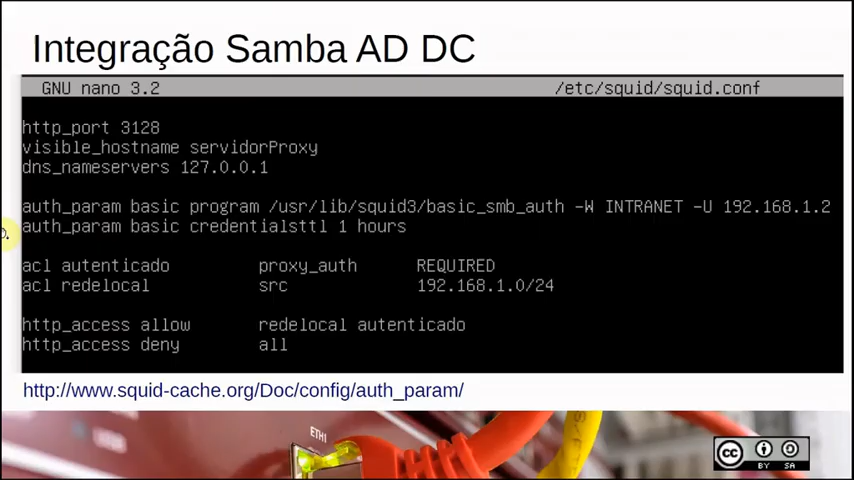 Integração Samba AD DC
GNU nano 3.2 /etc/squid/squid.conf
http_port 3128
visible_hostname servidorProxy
dns_nameservers 127.0.0.1
auth_param basic program /usr/lib/squid3/basic_smb_auth -W INTRANET -U 192.168.1.2
auth_param basic credentialsttl 1 hours
acl autenticado proxy_auth REQUIRED
acl redelocal src 192.168.1.0/24
http_access allow redelocal autenticado
http_access deny all
http://www.squid-cache.org/Doc/config/auth_param/
ETH1
cc
BY SA